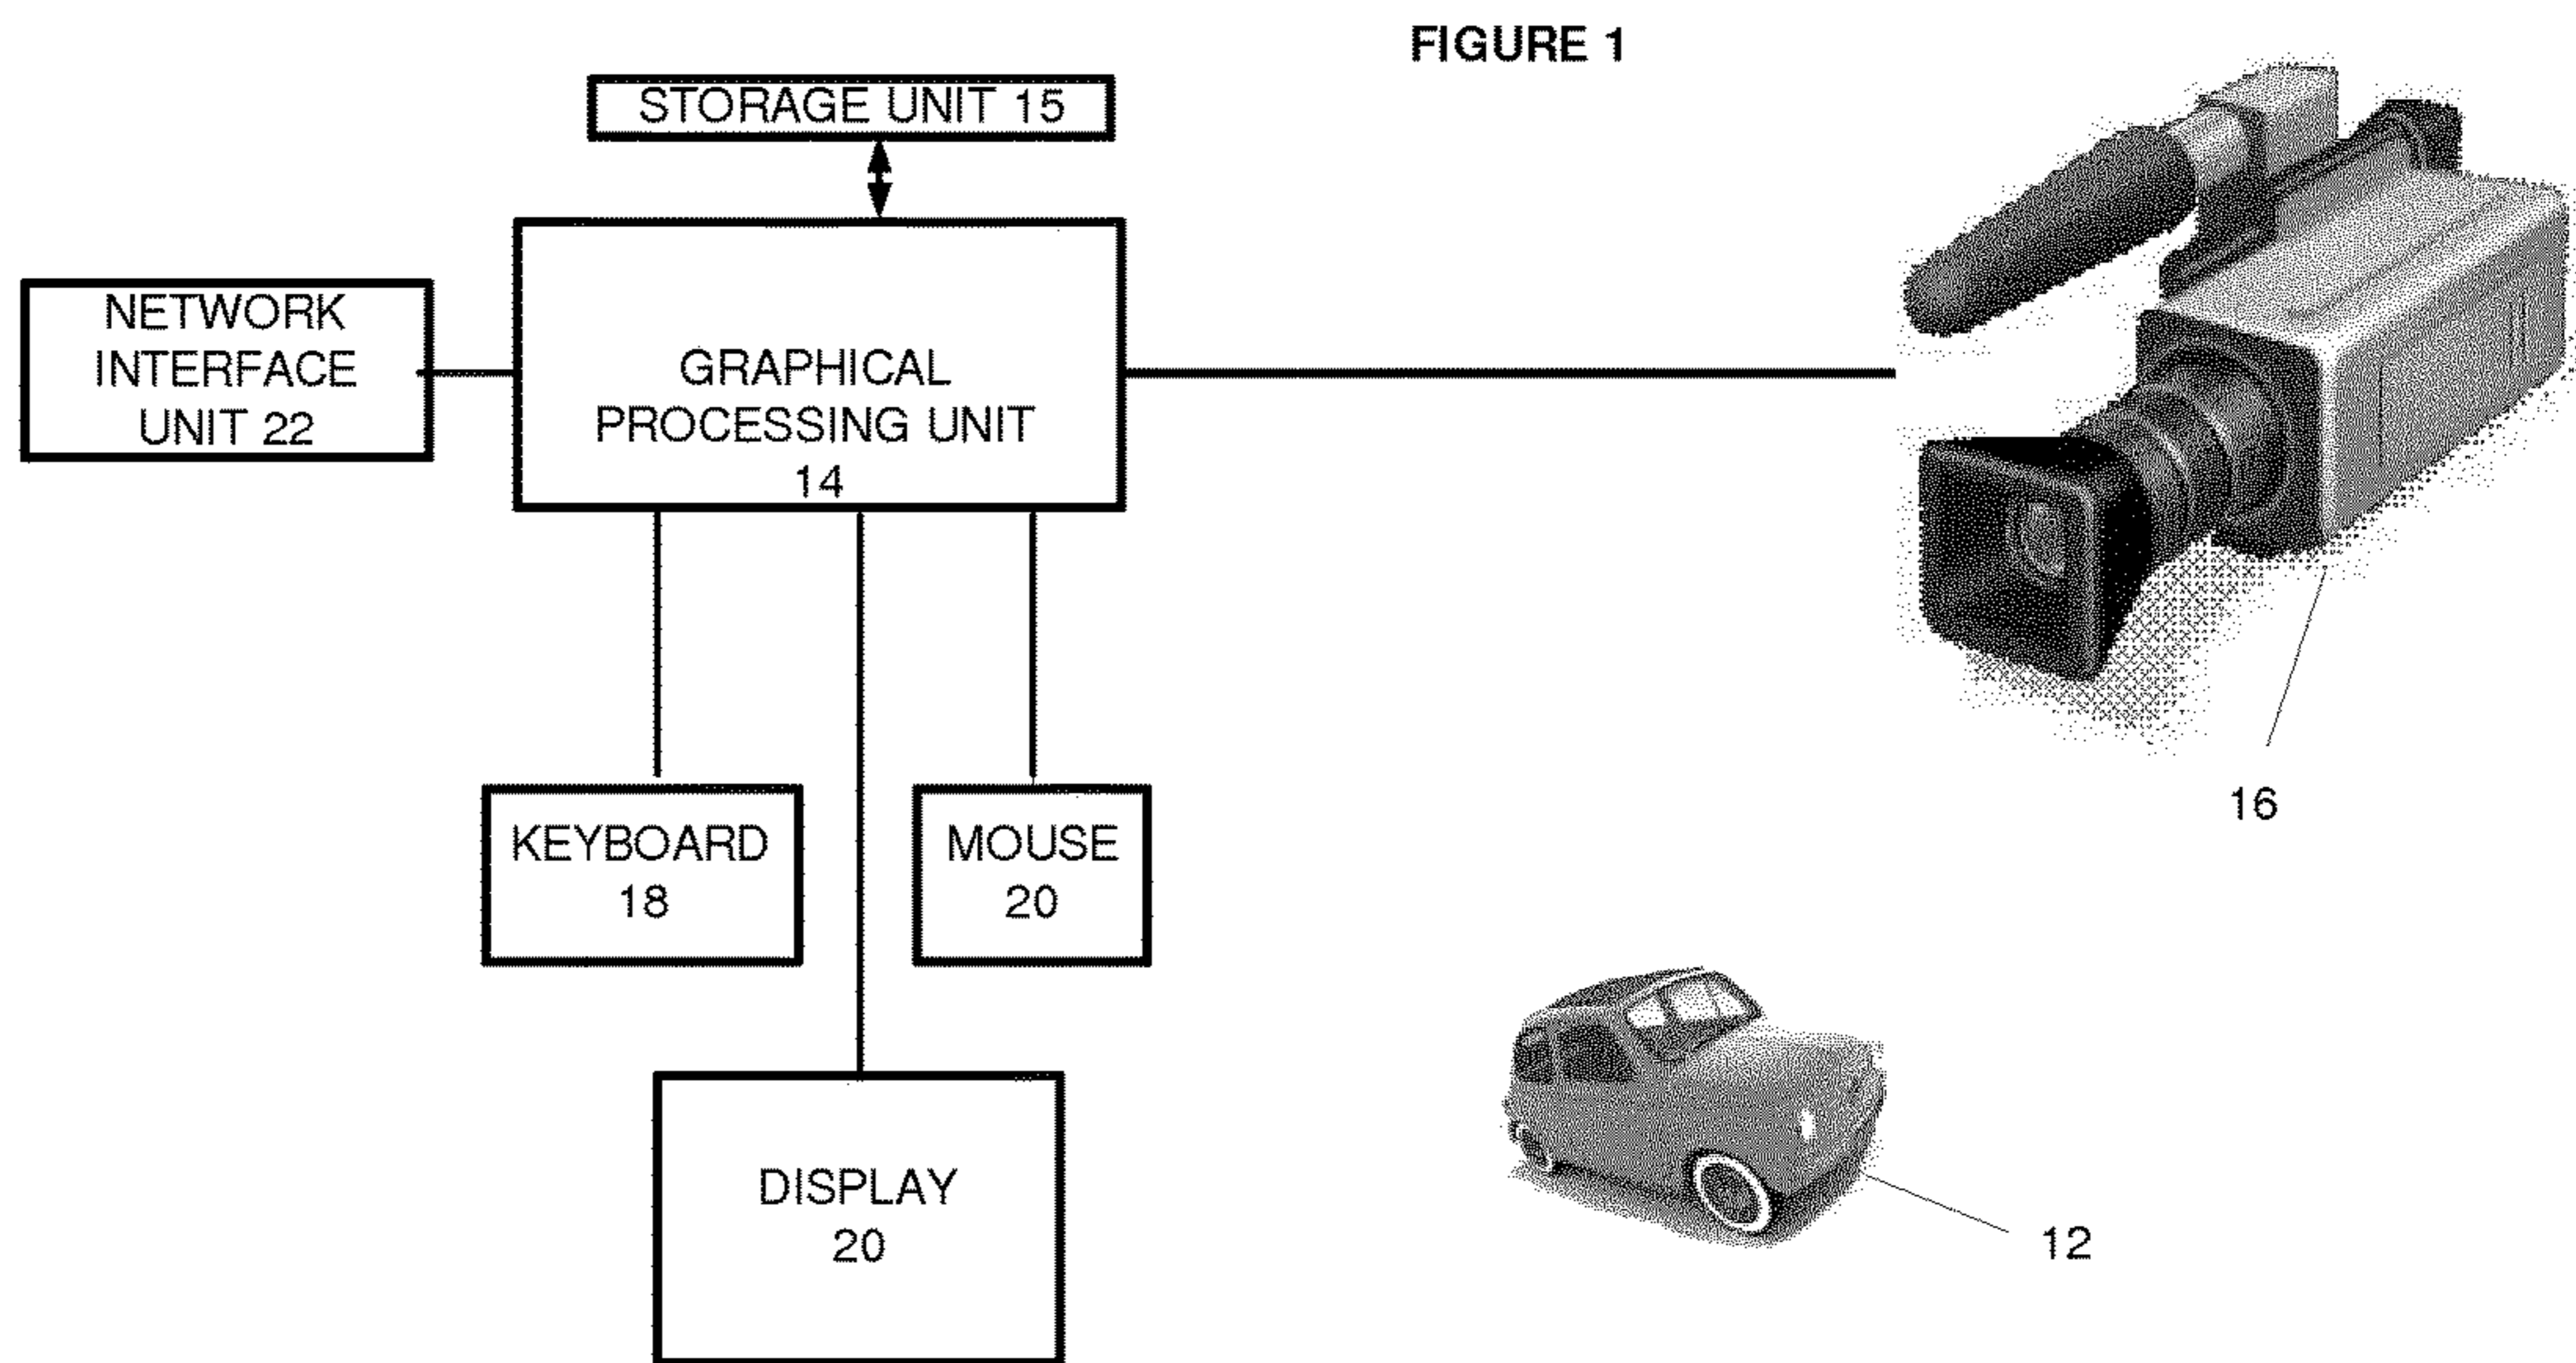 FIGURE 1
STORAGE UNIT 15
NETWORK
INTERFACE
UNIT 22
GRAPHICAL
PROCESSING UNIT
14
16
KEYBOARD
18
MOUSE
20
DISPLAY
20
12